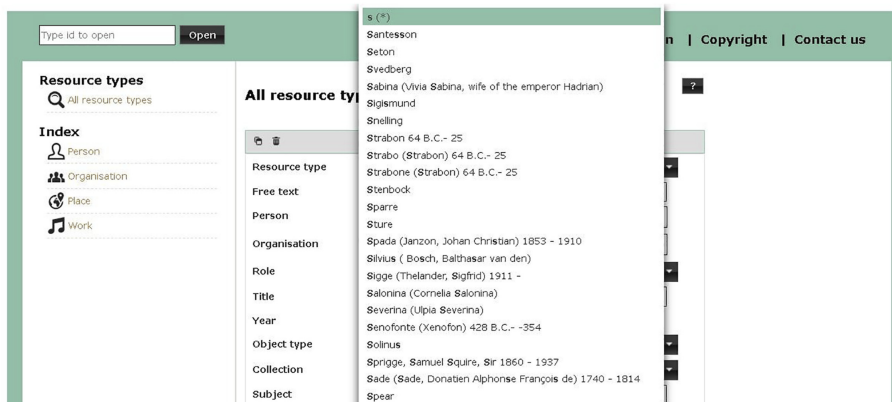 Type id to open
Open
n | Copyright | Contact us
Resource types
All resource types
Index
Person
Organisation
Place
Work
All resource typ
?
Resource type
Free text
Person
Organisation
Role
Title
Year
Object type
Collection
Subject
s (*)
Santesson
Seton
Svedberg
Sabina (Vivia Sabina, wife of the emperor Hadrian)
Sigismund
Snelling
Strabon 64 B.C.- 25
Strabo (Strabon) 64 B.C.- 25
Strabone (Strabon) 64 B.C.- 25
Stenbock
Sparre
Sture
Spada (Janzon, Johan Christian) 1853 - 1910
Silvius ( Bosch, Balthasar van den)
Sigge (Thelander, Sigfrid) 1911 -
Salonina (Cornelia Salonina)
Severina (Ulpia Severina)
Senofonte (Xenofon) 428 B.C.- -354
Solinus
Sprigge, Samuel Squire, Sir 1860 - 1937
Sade (Sade, Donatien Alphonse François de) 1740 - 1814
Spear